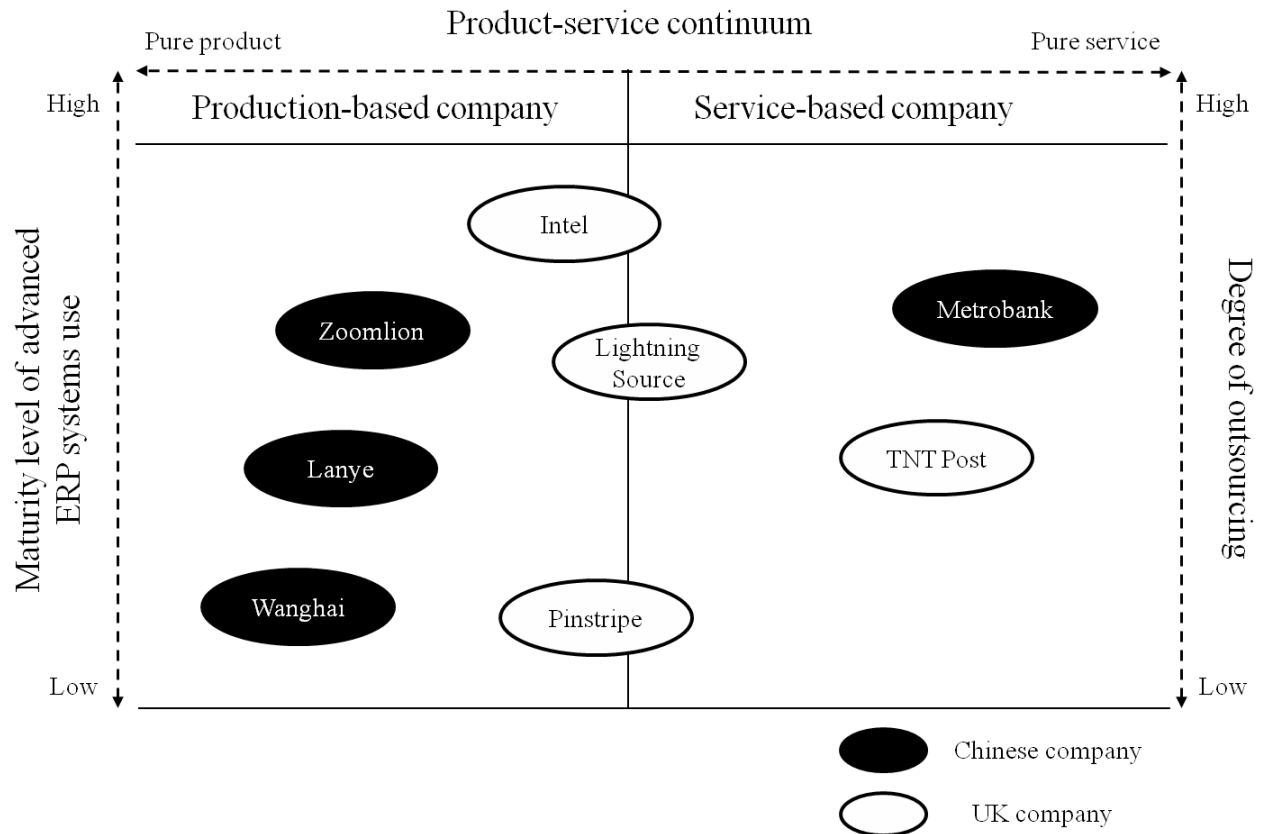 Product-service continuum
Pure product
Pure service
High
High
Production-based company
Service-based company
Intel
Metrobank
Zoomlion
Lightning
Source
TNT Post
Lanye
Wanghai
Pinstripe
Maturity level of advanced
ERP systems use
Degree of outsourcing
Low
Low
Chinese company
UK company